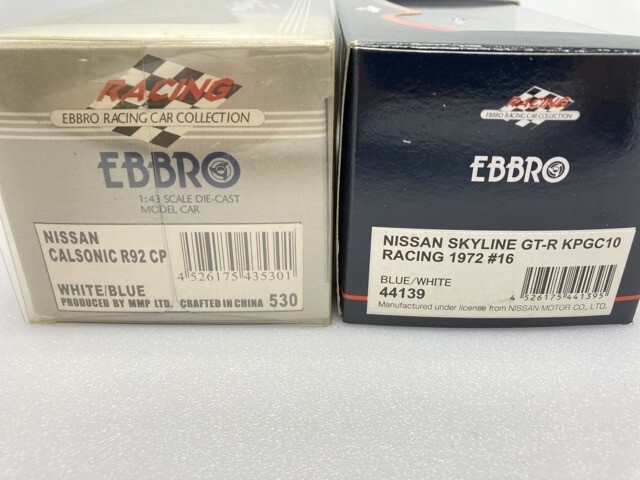 RACING
EBBRO RACING CAR COLLECTION
EBBRO
1:43 SCALE DIE-CAST
MODEL CAR
NISSAN
CALSONIC R92 CP
4 526175 435301
WHITE/BLUE
PRODUCED BY MMP LTD. CRAFTED IN CHINA 530
RACING
EBBRO RACING CAR COLLECTION
EBBRO
NISSAN SKYLINE GT-R KPGC10
RACING 1972 #16
BLUE/WHITE
44139
4 526175 441395
Manufactured under license from NISSAN MOTOR CO., LTD.